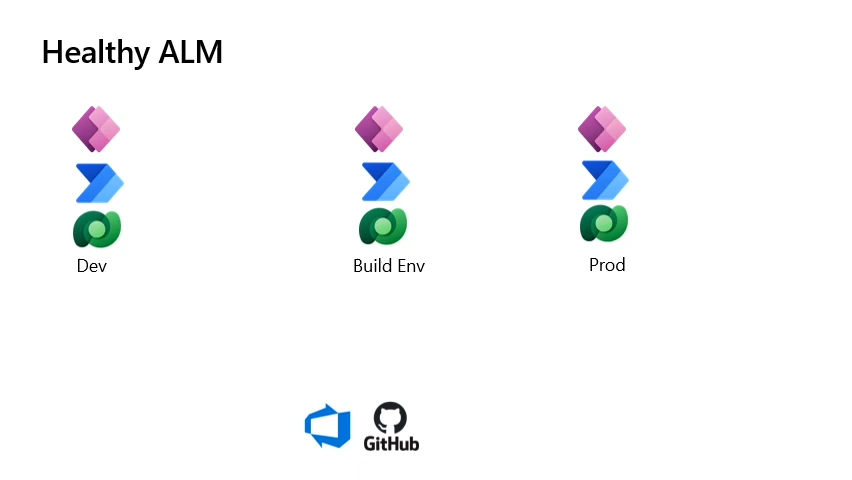 Healthy ALM
Dev
Build Env
Prod
GitHub